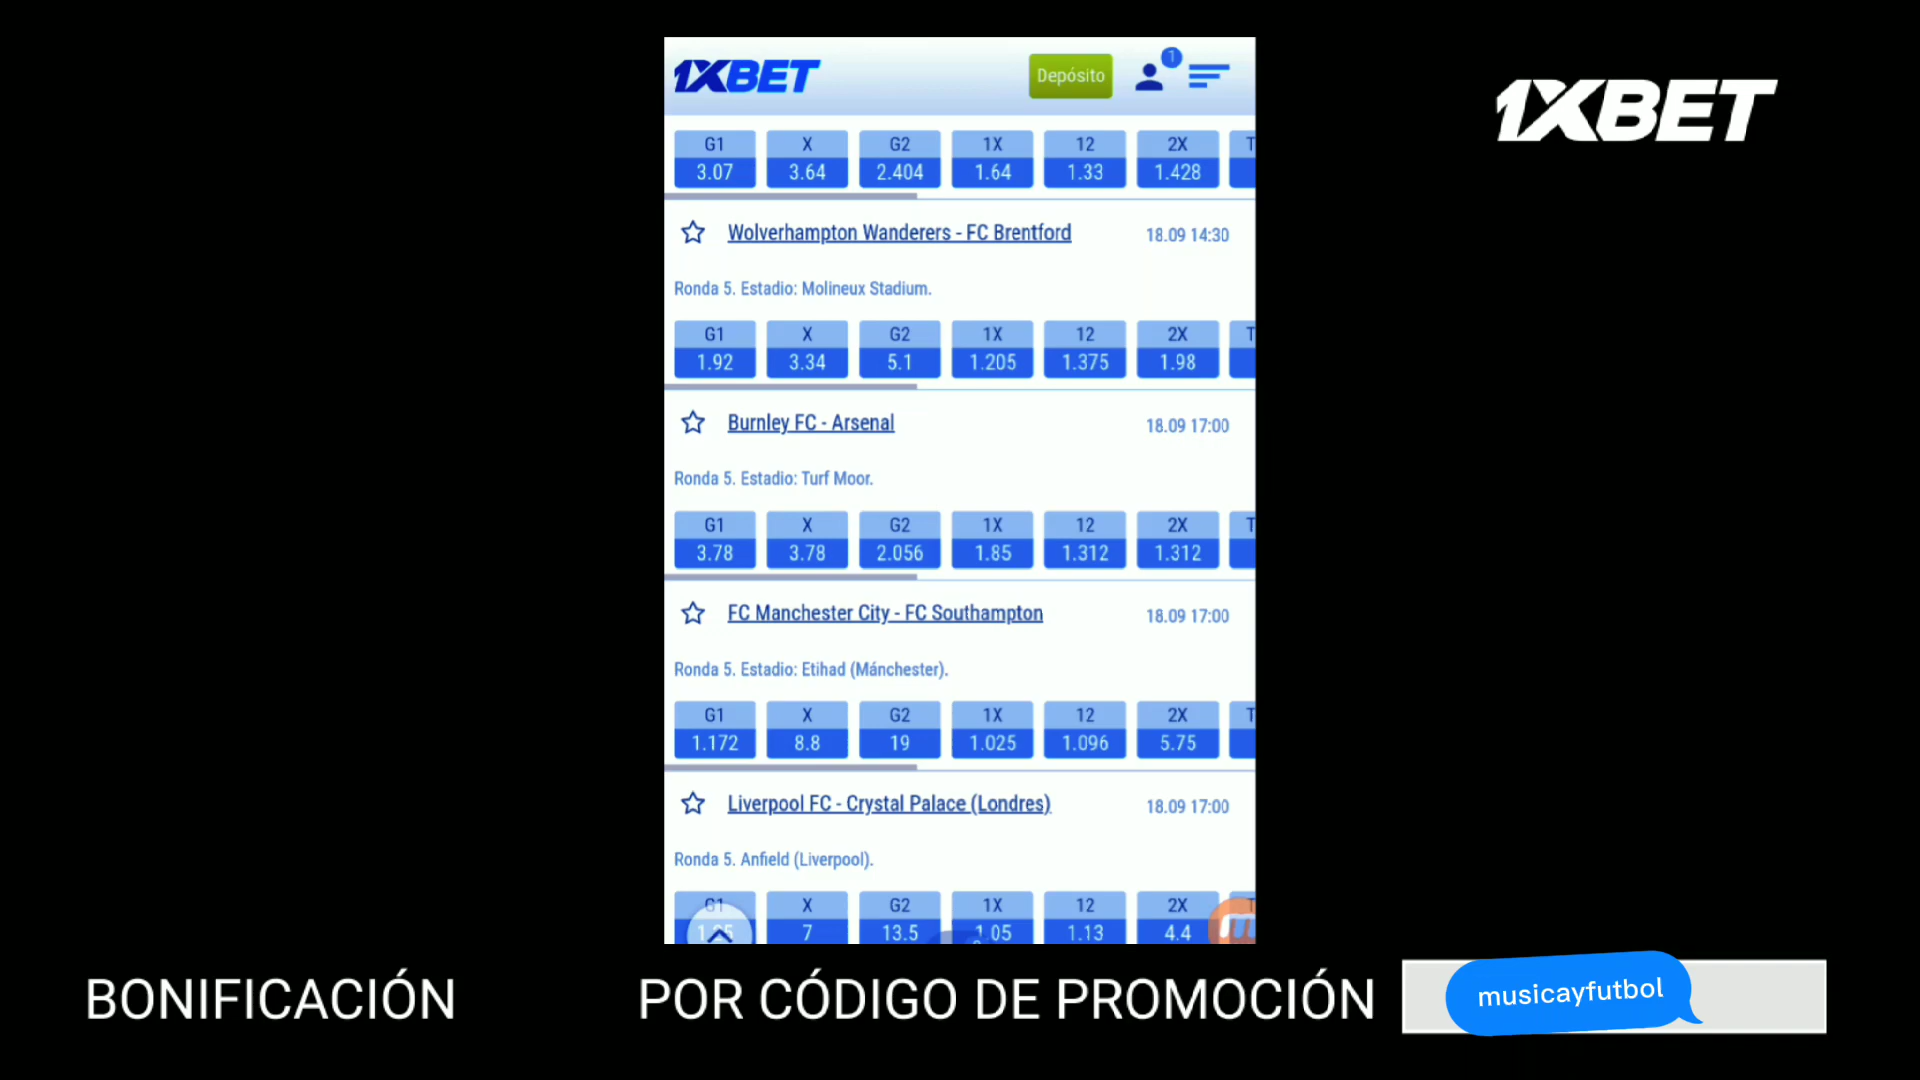 1XBET
Depósito
1
1XBET
G1 X G2 1X 12 2X T
3.07 3.64 2.404 1.64 1.33 1.428
Wolverhampton Wanderers - FC Brentford 18.09 14:30
Ronda 5. Estadio: Molineux Stadium.
G1 X G2 1X 12 2X T
1.92 3.34 5.1 1.205 1.375 1.98
Burnley FC - Arsenal 18.09 17:00
Ronda 5. Estadio: Turf Moor.
G1 X G2 1X 12 2X T
3.78 3.78 2.056 1.85 1.312 1.312
FC Manchester City - FC Southampton 18.09 17:00
Ronda 5. Estadio: Etihad (Mánchester).
G1 X G2 1X 12 2X T
1.172 8.8 19 1.025 1.096 5.75
Liverpool FC - Crystal Palace (Londres) 18.09 17:00
Ronda 5. Anfield (Liverpool).
G1 X G2 1X 12 2X T
7 13.5 1.05 1.13 4.4
BONIFICACIÓN POR CÓDIGO DE PROMOCIÓN musicayfutbol